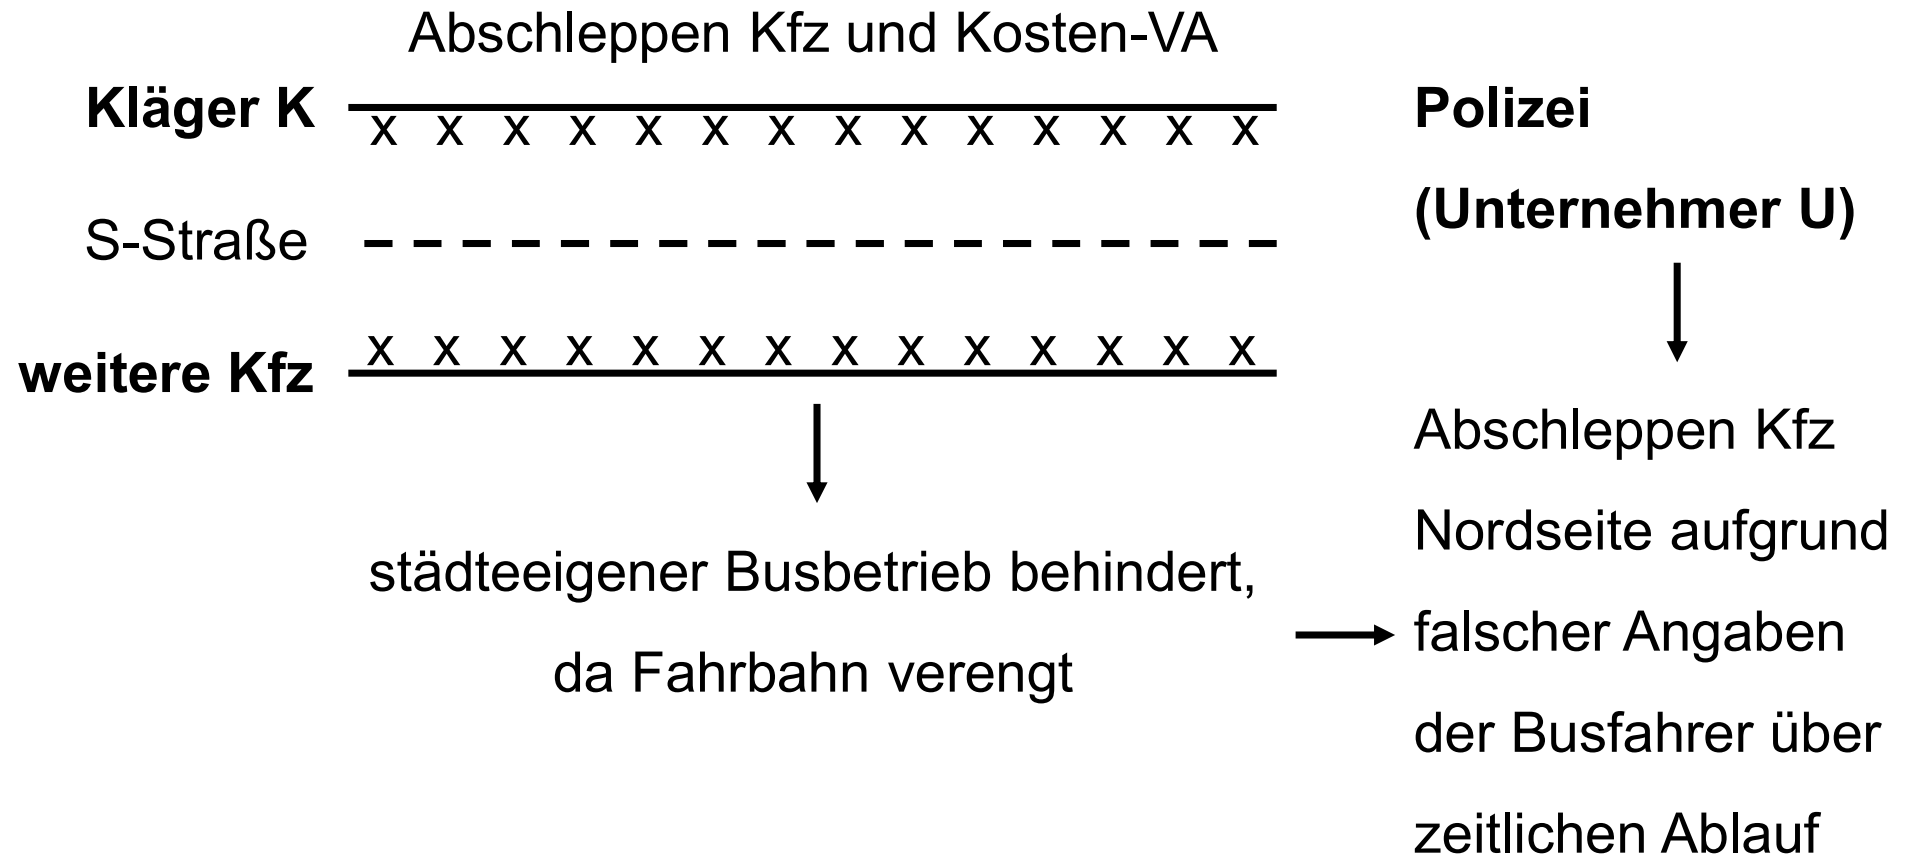 Abschleppen Kfz und Kosten-VA
Kläger K
x x x x x x x x x x x x x x
Polizei
(Unternehmer U)
S-Straße
weitere Kfz
x x x x x x x x x x x x x x
städteeigener Busbetrieb behindert,
da Fahrbahn verengt
Abschleppen Kfz
Nordseite aufgrund
falscher Angaben
der Busfahrer über
zeitlichen Ablauf